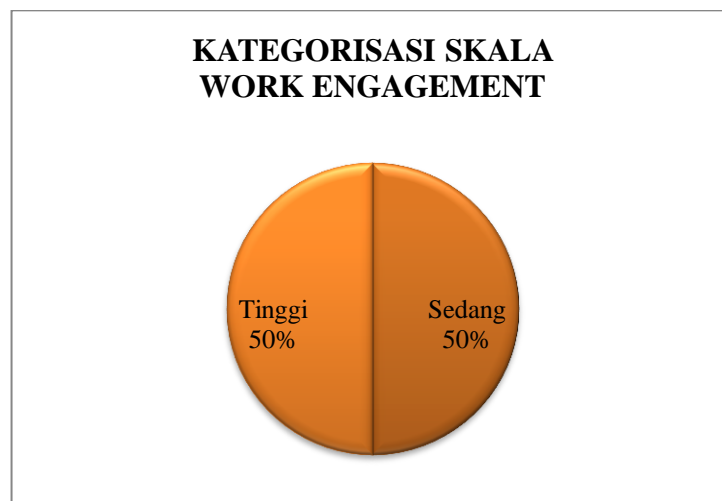 KATEGORISASI SKALA
WORK ENGAGEMENT
Tinggi
50%
Sedang
50%